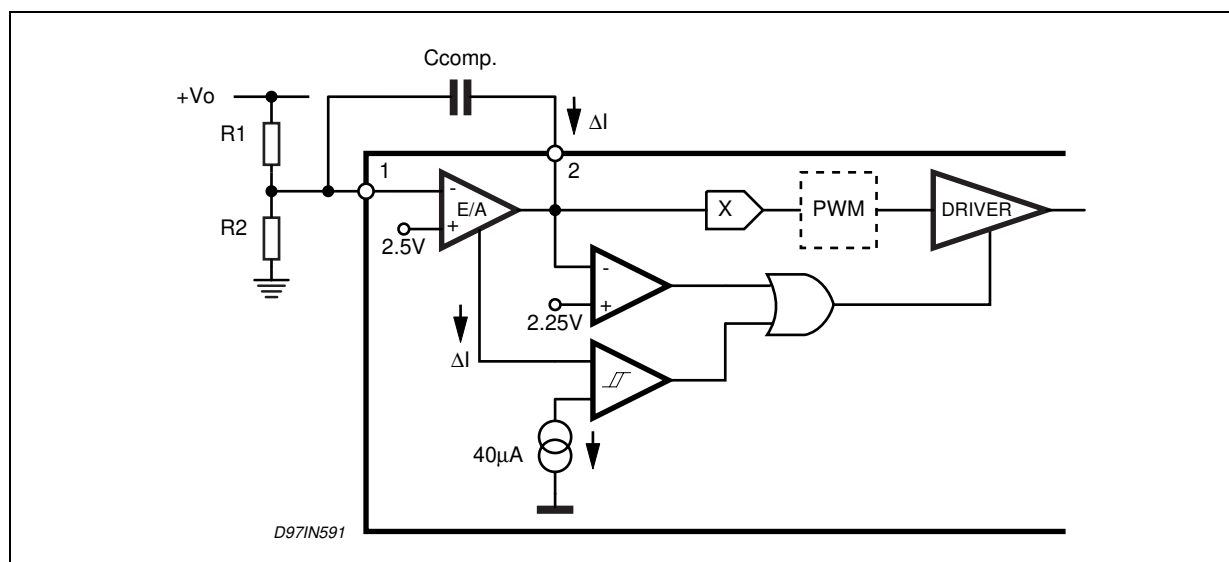 Ccomp.
+Vo
R1
ΔI
1
2
-
E/A
+
2.5V
R2
X
PWM
DRIVER
-
+
2.25V
ΔI
40μA
D97IN591